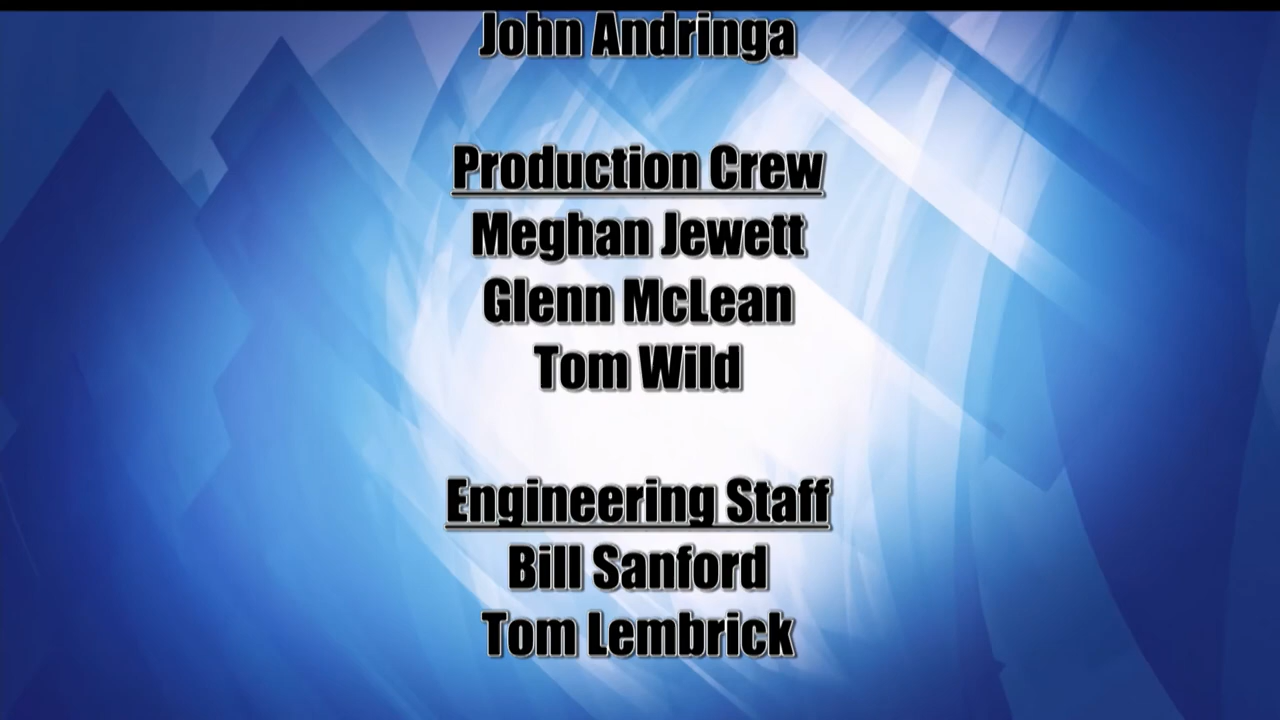 John Andringa
Production Crew
Meghan Jewett
Glenn McLean
Tom Wild
Engineering Staff
Bill Sanford
Tom Lembrick